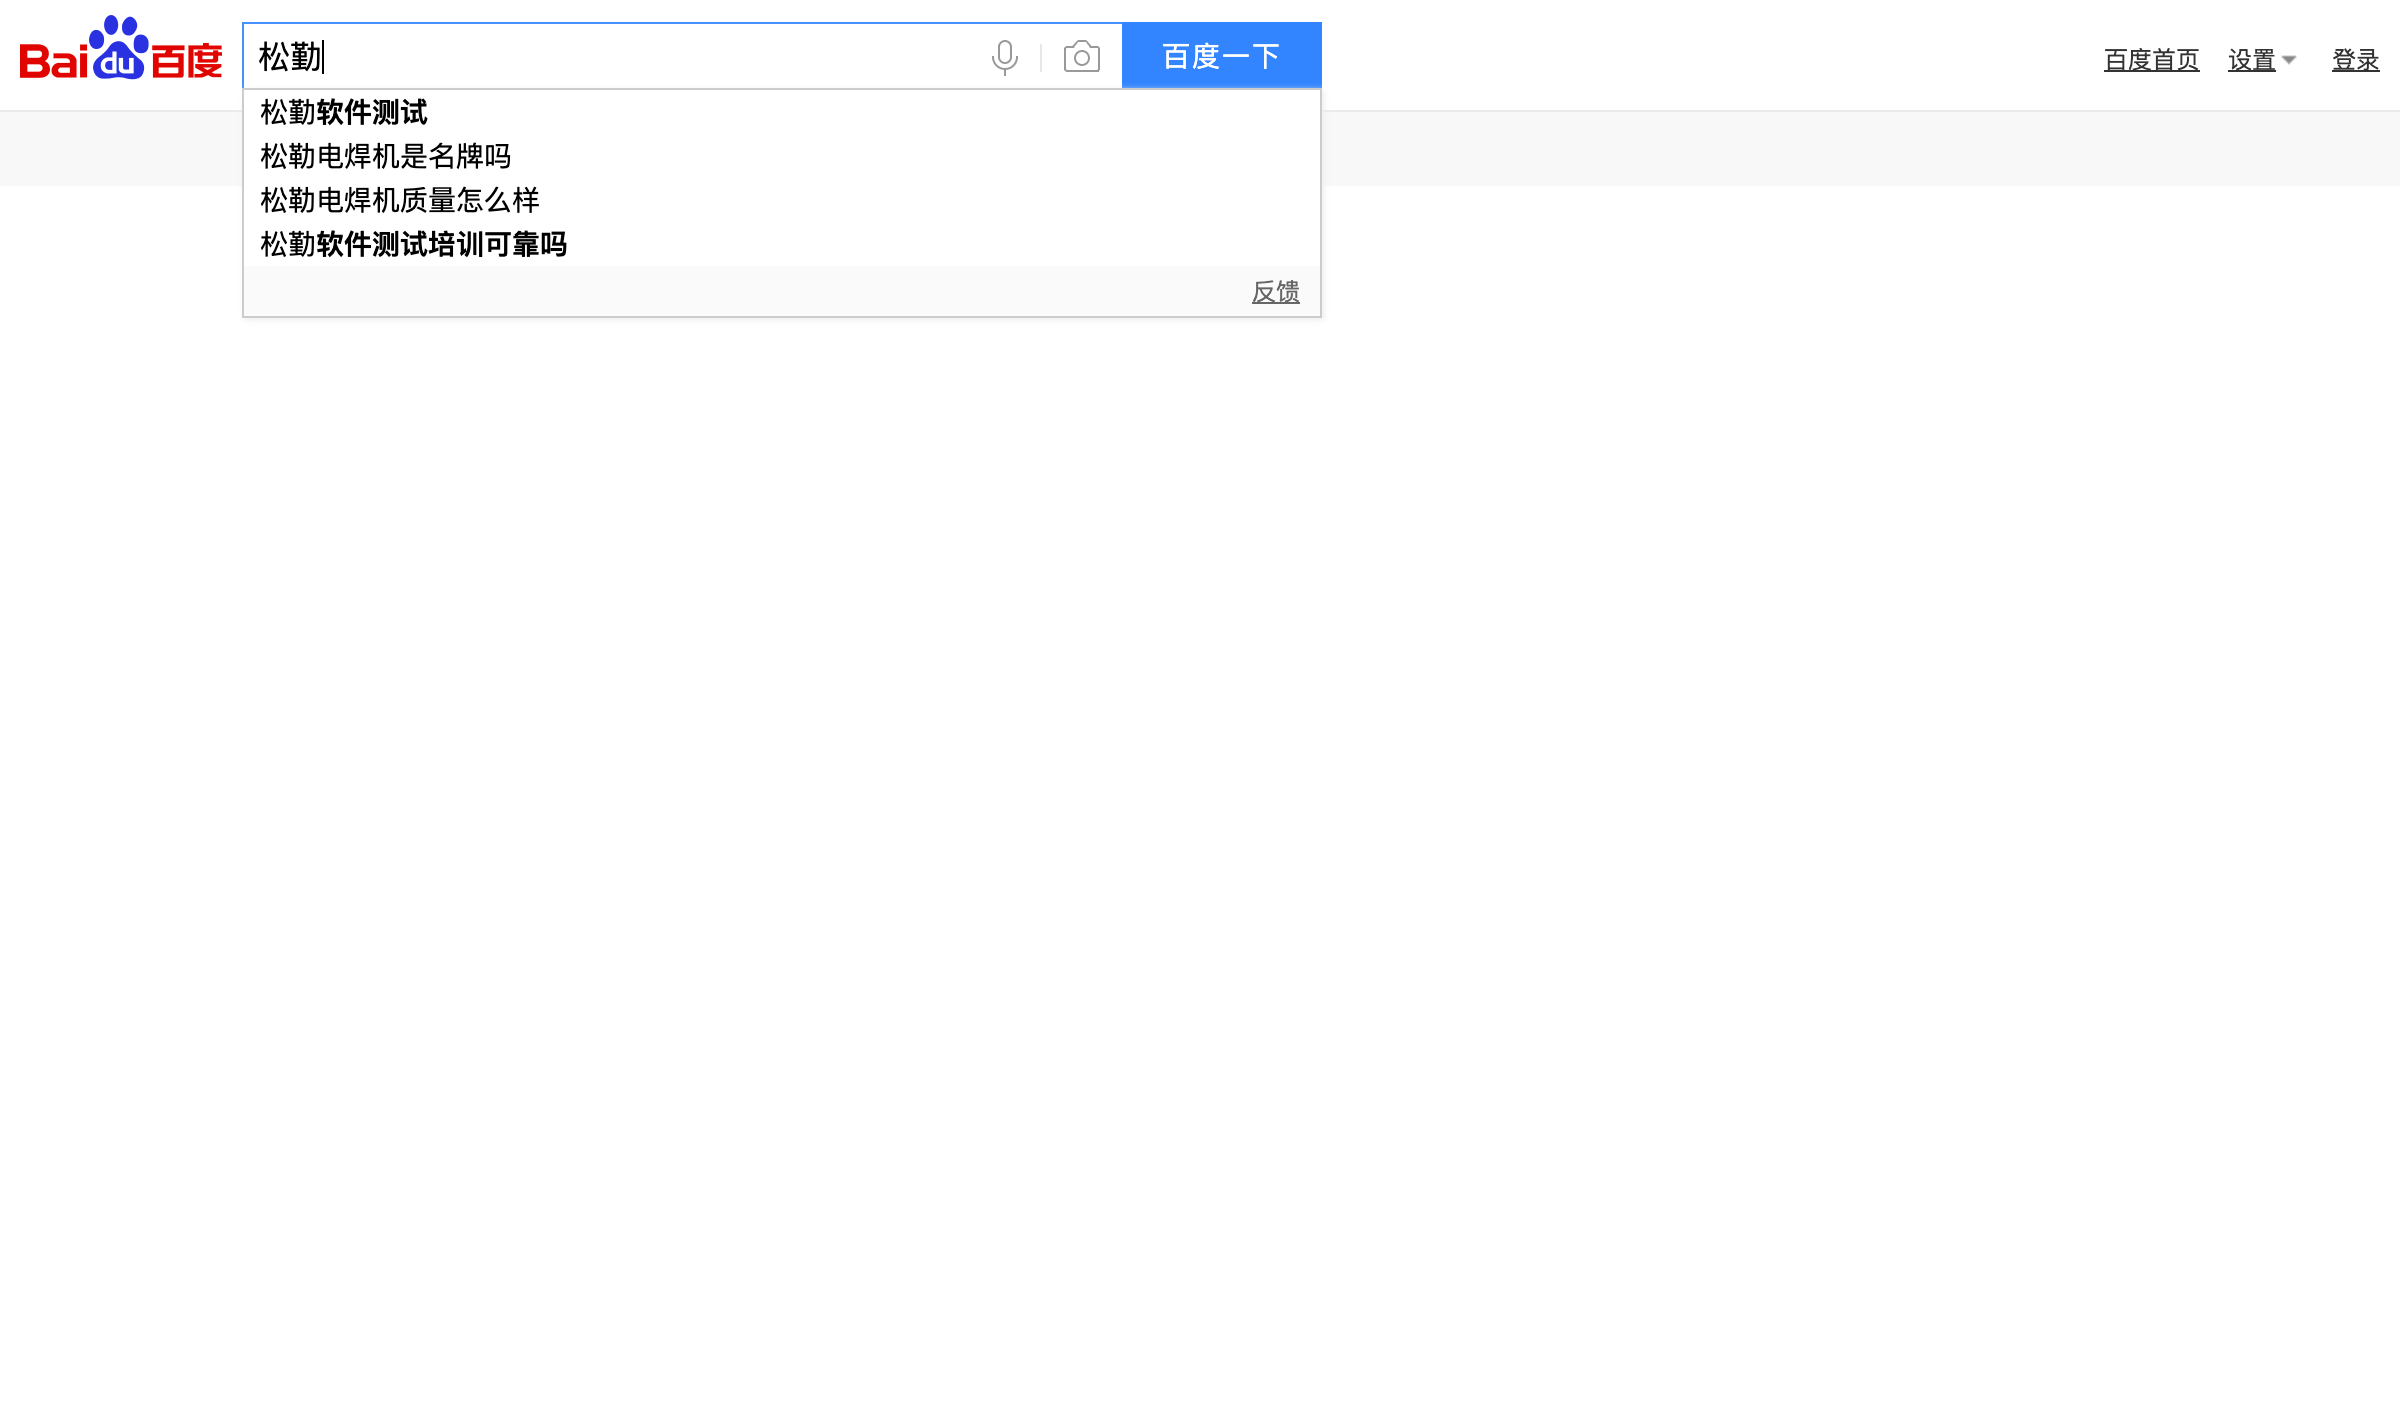 Baidu百度
松勤
百度一下
百度首页
设置
登录
松勤软件测试
松勒电焊机是名牌吗
松勒电焊机质量怎么样
松勤软件测试培训可靠吗
反馈